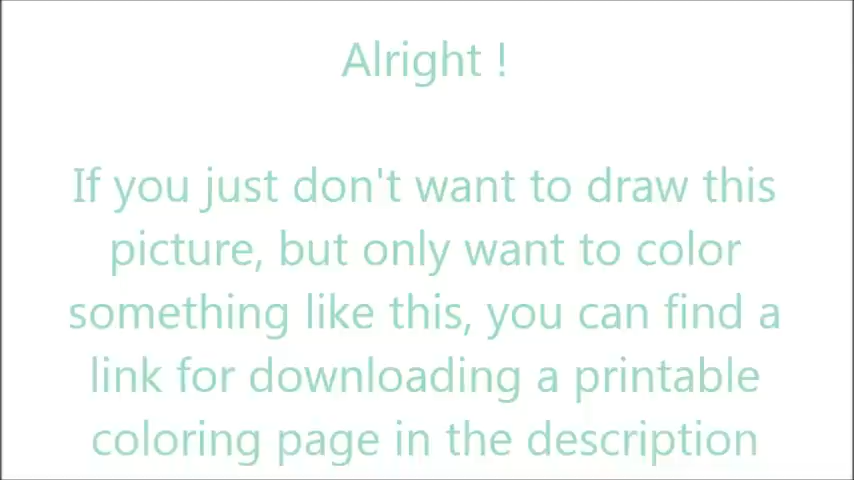 Alright !
If you just don't want to draw this
picture, but only want to color
something like this, you can find a
link for downloading a printable
coloring page in the description